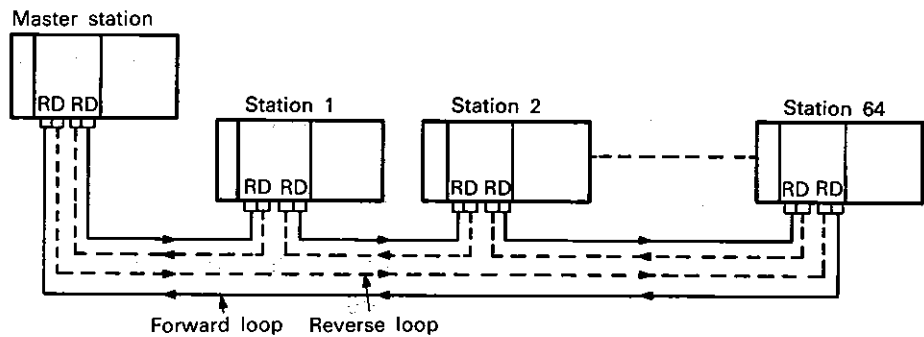 Master station
RD RD
Station 1
RD RD
Station 2
RD RD
Station 64
RD RD
Forward loop
Reverse loop